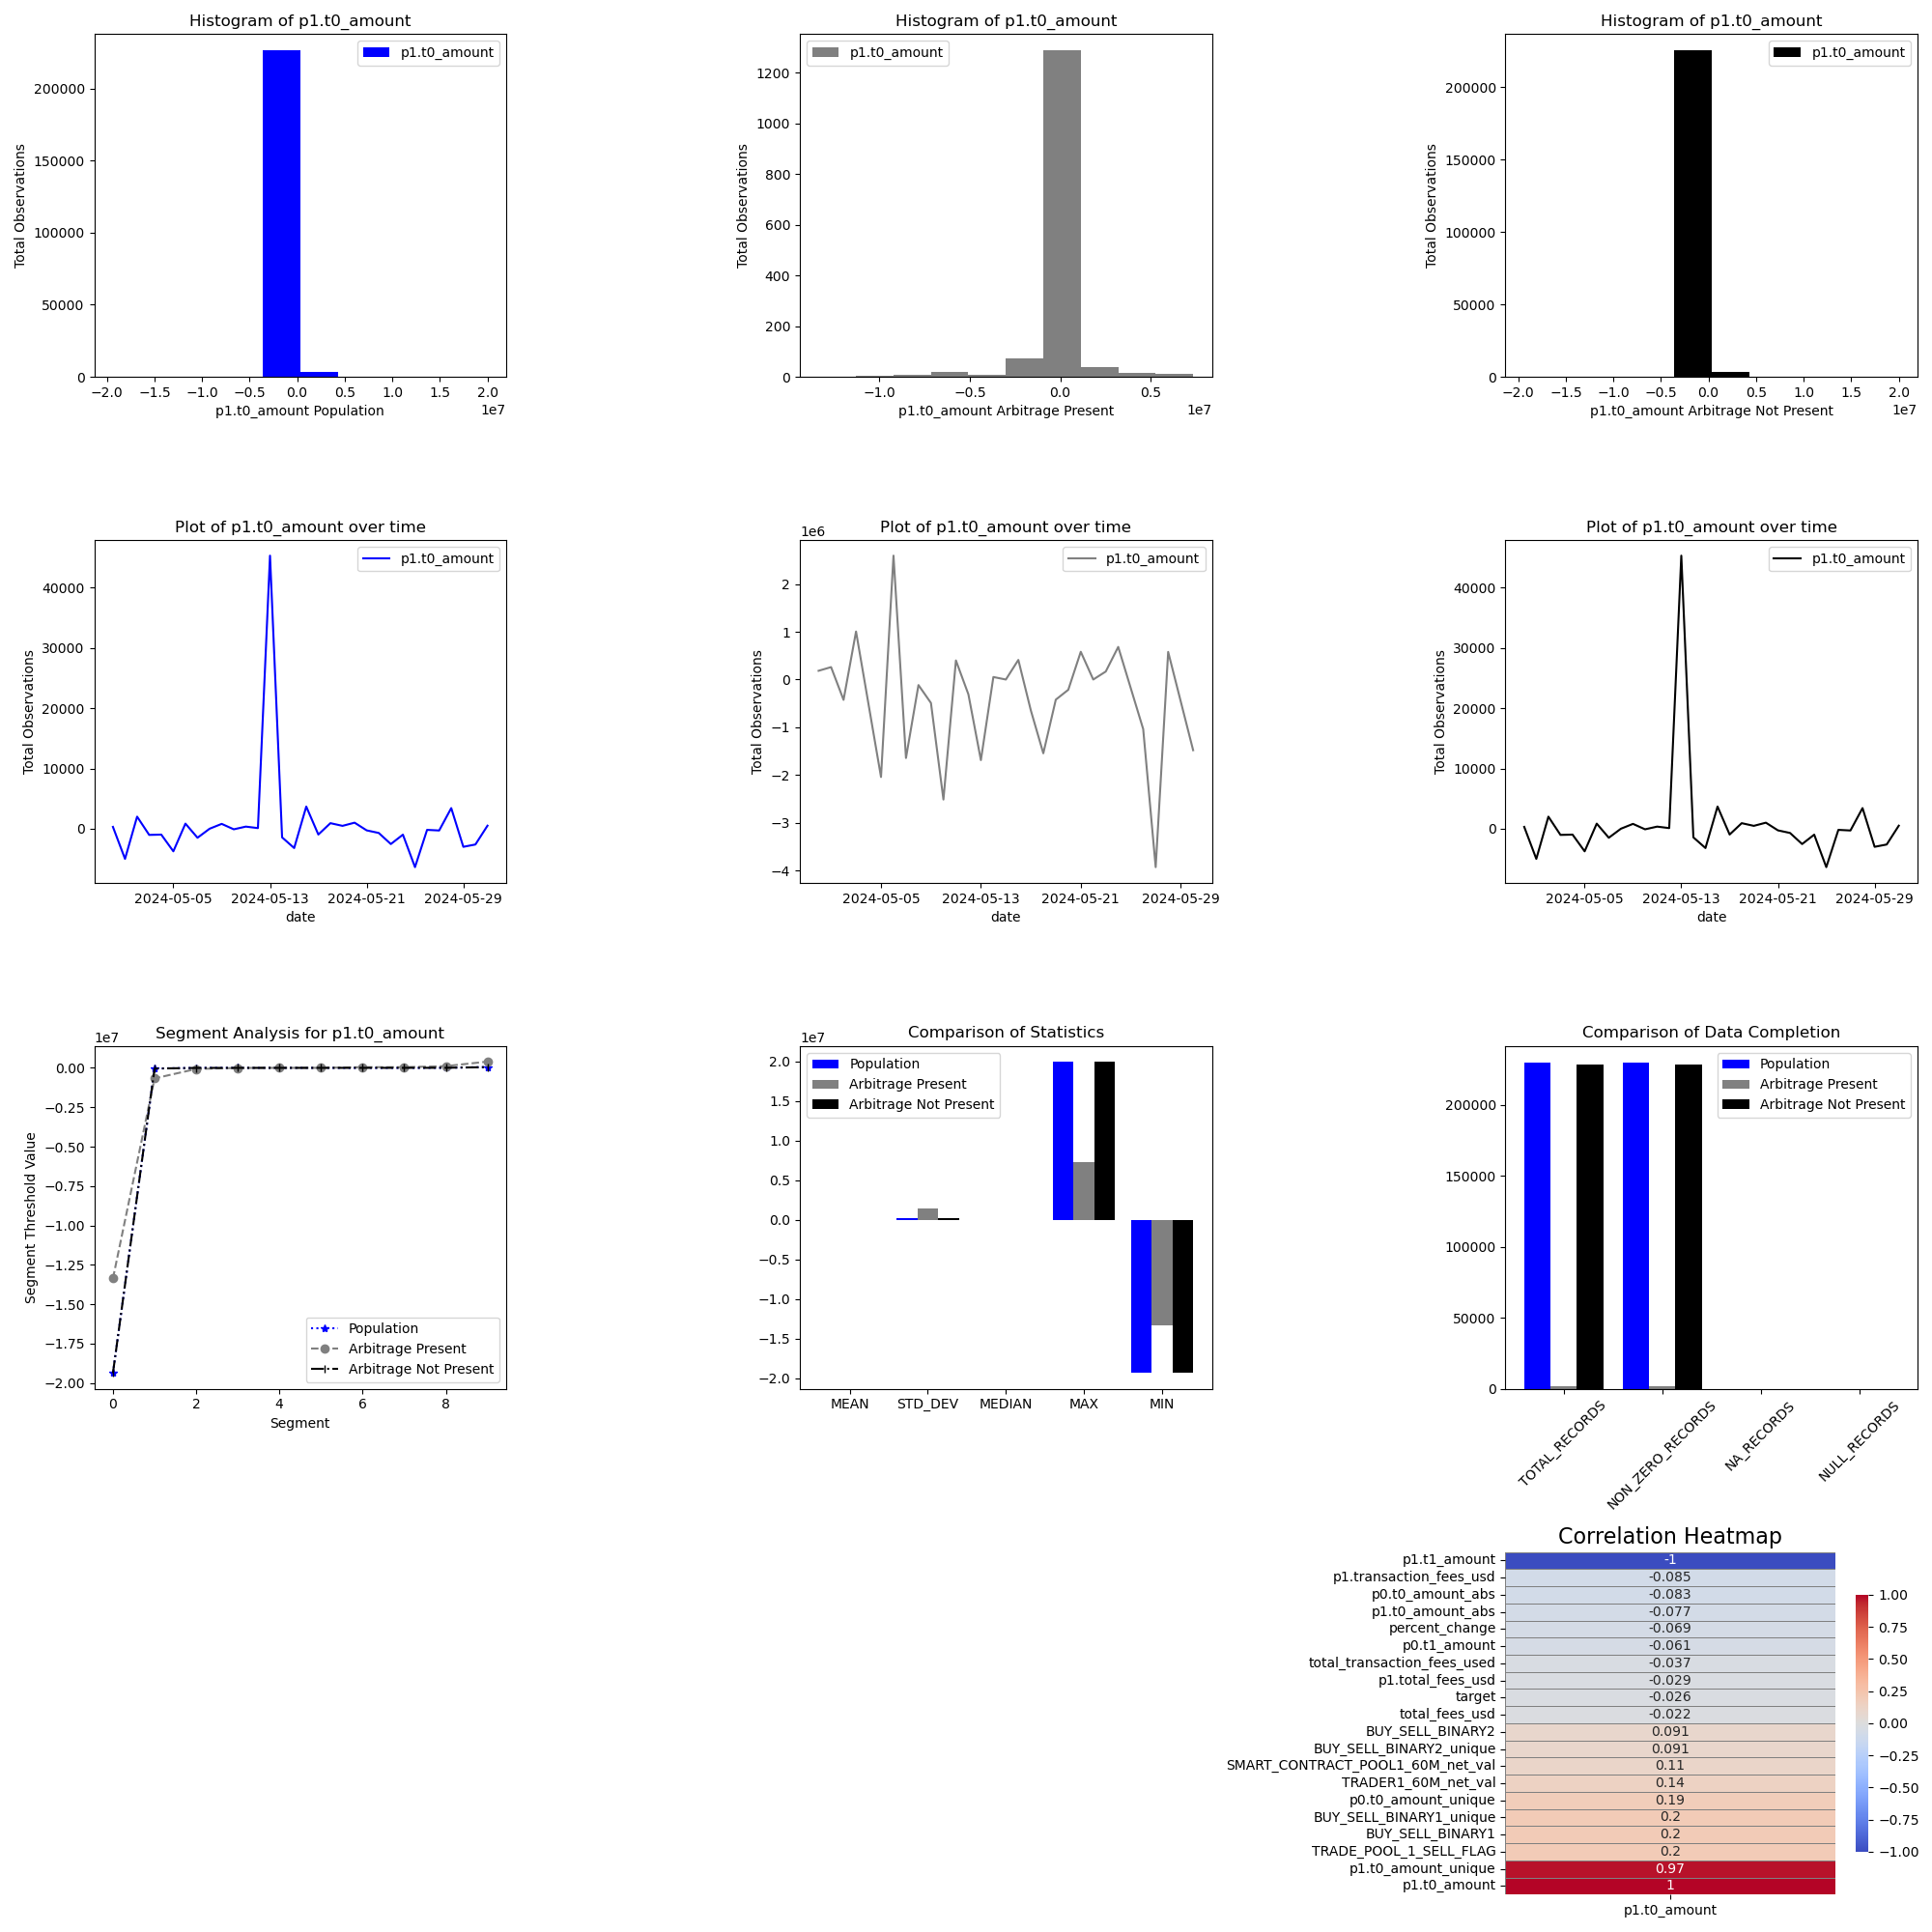 Histogram of p1.t0_amount
p1.t0_amount
200000
150000
100000
50000
0
Total Observations
−2.0 −1.5 −1.0 −0.5 0.0 0.5 1.0 1.5 2.0
1e7
p1.t0_amount Population
Histogram of p1.t0_amount
p1.t0_amount
1200
1000
800
600
400
200
0
Total Observations
−1.0 −0.5 0.0 0.5
1e7
p1.t0_amount Arbitrage Present
Histogram of p1.t0_amount
p1.t0_amount
200000
150000
100000
50000
0
Total Observations
−2.0 −1.5 −1.0 −0.5 0.0 0.5 1.0 1.5 2.0
1e7
p1.t0_amount Arbitrage Not Present
Plot of p1.t0_amount over time
p1.t0_amount
40000
30000
20000
10000
0
Total Observations
2024-05-05 2024-05-13 2024-05-21 2024-05-29
date
Plot of p1.t0_amount over time
1e6
p1.t0_amount
2
1
0
−1
−2
−3
−4
Total Observations
2024-05-05 2024-05-13 2024-05-21 2024-05-29
date
Plot of p1.t0_amount over time
p1.t0_amount
40000
30000
20000
10000
0
Total Observations
2024-05-05 2024-05-13 2024-05-21 2024-05-29
date
Segment Analysis for p1.t0_amount
1e7
0.00
−0.25
−0.50
−0.75
−1.00
−1.25
−1.50
−1.75
−2.00
Segment Threshold Value
Population
Arbitrage Present
Arbitrage Not Present
0 2 4 6 8
Segment
Comparison of Statistics
1e7
Population
Arbitrage Present
Arbitrage Not Present
2.0
1.5
1.0
0.5
0.0
−0.5
−1.0
−1.5
−2.0
MEAN STD_DEV MEDIAN MAX MIN
Comparison of Data Completion
Population
Arbitrage Present
Arbitrage Not Present
200000
150000
100000
50000
0
TOTAL_RECORDS
NON_ZERO_RECORDS
NA_RECORDS
NULL_RECORDS
Correlation Heatmap
p1.t1_amount -1
p1.transaction_fees_usd -0.085
p0.t0_amount_abs -0.083
p1.t0_amount_abs -0.077
percent_change -0.069
p0.t1_amount -0.061
total_transaction_fees_used -0.037
p1.total_fees_usd -0.029
target -0.026
total_fees_usd -0.022
BUY_SELL_BINARY2 0.091
BUY_SELL_BINARY2_unique 0.091
SMART_CONTRACT_POOL1_60M_net_val 0.11
TRADER1_60M_net_val 0.14
p0.t0_amount_unique 0.19
BUY_SELL_BINARY1_unique 0.2
BUY_SELL_BINARY1 0.2
TRADE_POOL_1_SELL_FLAG 0.2
p1.t0_amount_unique 0.97
p1.t0_amount 1
p1.t0_amount
1.00
0.75
0.50
0.25
0.00
−0.25
−0.50
−0.75
−1.00